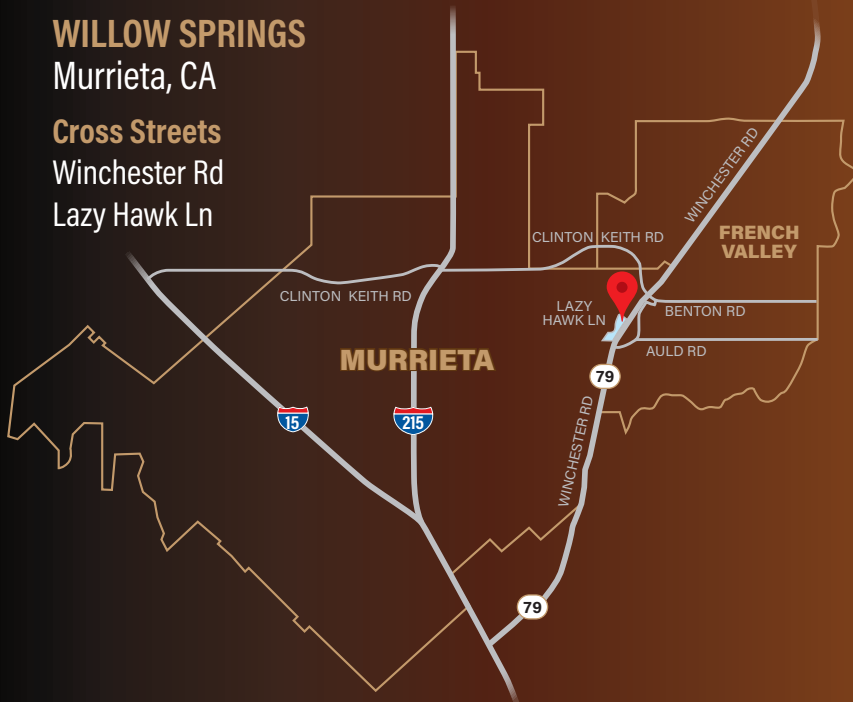 WILLOW SPRINGS
Murrieta, CA
Cross Streets
Winchester Rd
Lazy Hawk Ln
WINCHESTER RD
FRENCH
VALLEY
CLINTON KEITH RD
CLINTON KEITH RD
LAZY
HAWK LN
BENTON RD
AULD RD
MURRIETA
79
15
215
WINCHESTER RD
79